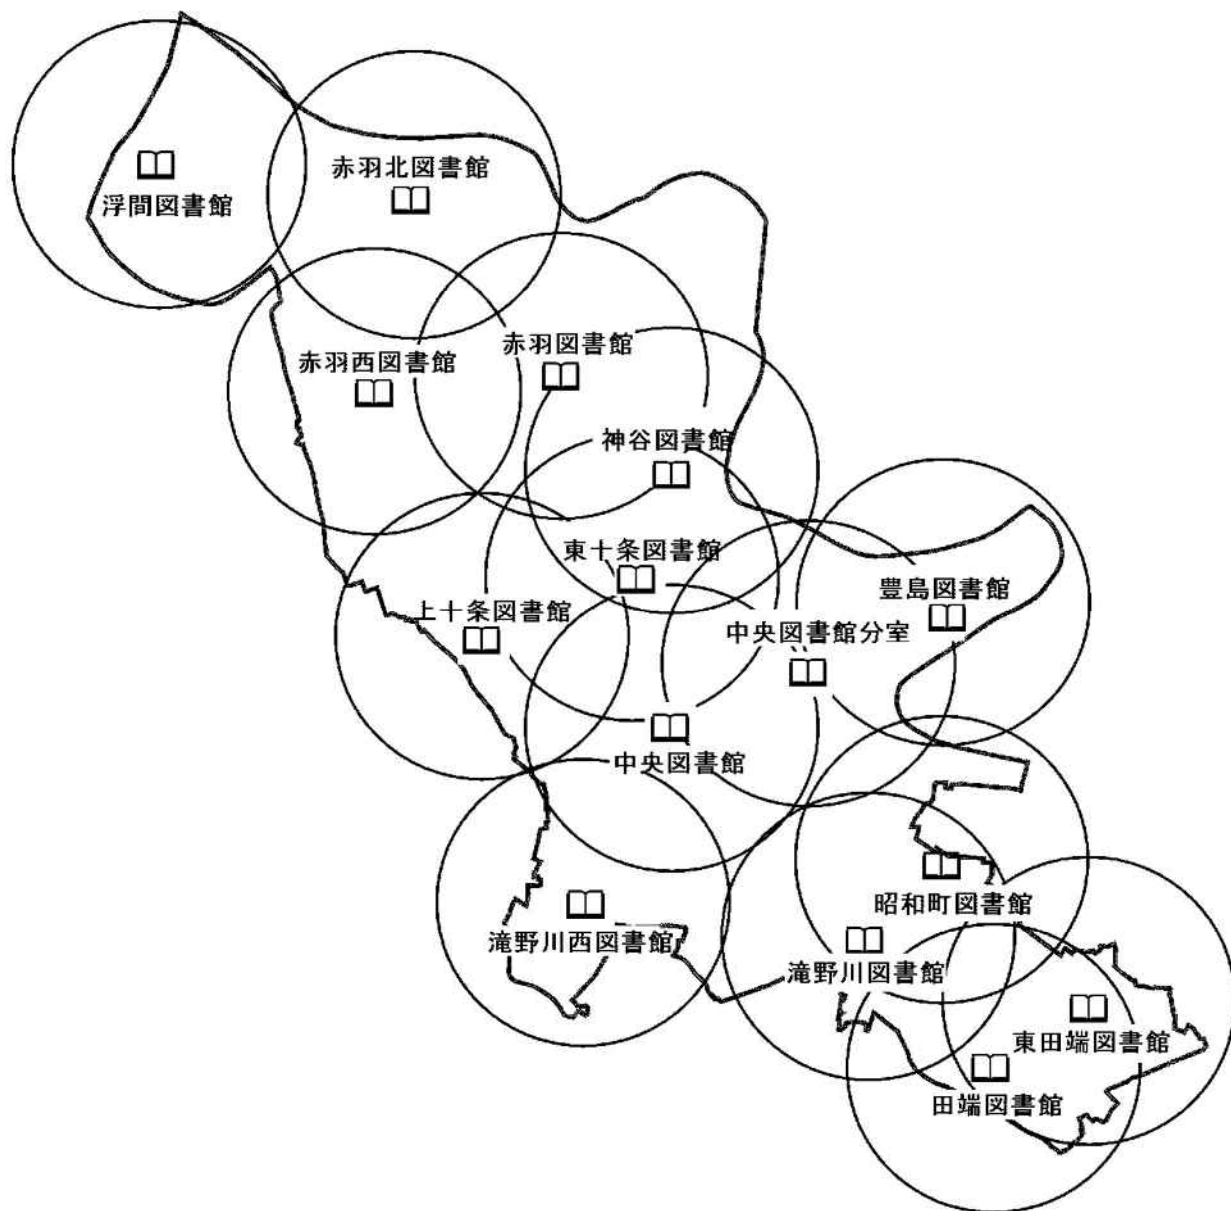 赤羽北図書館
浮間図書館
赤羽図書館
赤羽西図書館
神谷図書館
東十条図書館
豊島図書館
上十条図書館
中央図書館分室
中央図書館
昭和町図書館
滝野川西図書館
滝野川図書館
東田端図書館
田端図書館